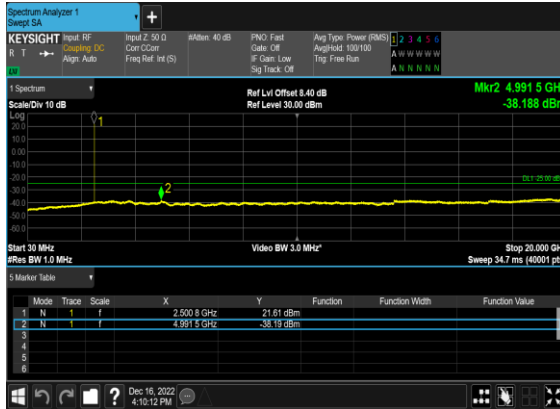 Spectrum Analyzer 1
Swept SA
+
KEYSIGHT Input: RF Input Z: 50 Ω #Atten: 40 dB PNO: Fast Avg Type: Power (RMS) 1 2 3 4 5 6
R T Coupling: DC Corr CCorr Gate: Off Avg|Hold: 100/100 A W W W W W
Align: Auto Freq Ref: Int (S) IF Gain: Low Trig: Free Run
LU Sig Track: Off A N N N N N
1 Spectrum Ref Lvl Offset 8.40 dB Mkr2 4.991 5 GH
Scale/Div 10 dB Ref Level 30.00 dBm -38.188 dB
Log
20.0
10.0
0.00
-10.0
-20.0
-30.0
-40.0
-50.0
-60.0
1
2
Start 30 MHz Video BW 3.0 MHz* Stop 20.000 GH
#Res BW 1.0 MHz Sweep 34.7 ms (40001 pt
5 Marker Table
Mode Trace Scale X Y Function Function Width Function Value
1 N 1 f 2.500 8 GHz 21.61 dBm
2 N 1 f 4.991 5 GHz -38.19 dBm
3
4
5
6
? Dec 16, 2022
4:10:12 PM